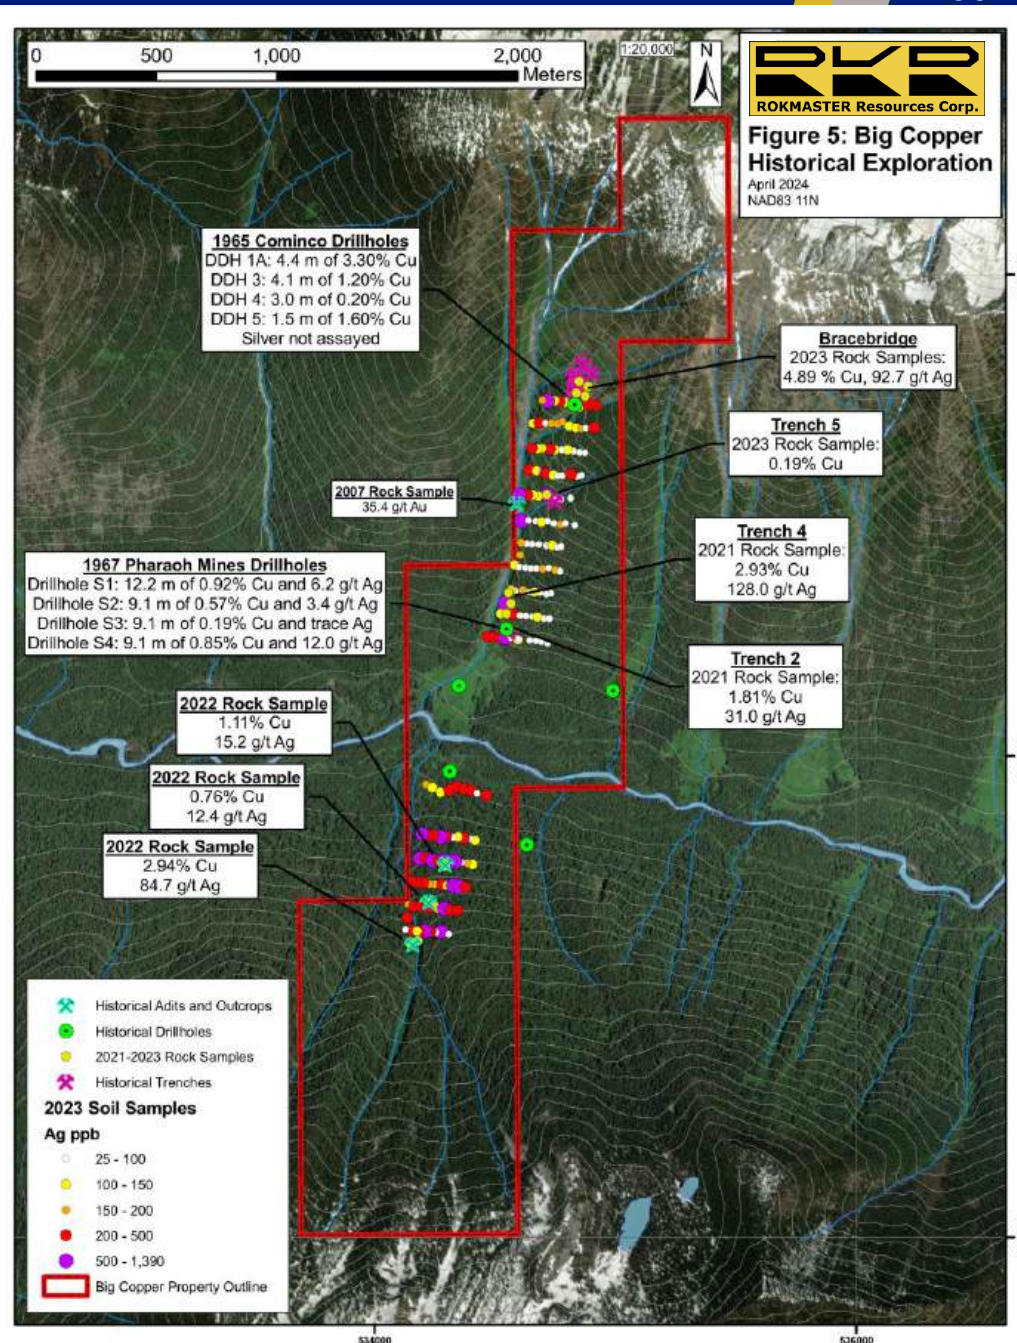 0 500 1,000 2,000
Meters
1:20,000
N
ROKMASTER Resources Corp.
Figure 5: Big Copper
Historical Exploration
April 2024
NAD83 11N
1965 Cominco Drillholes
DDH 1A: 4.4 m of 3.30% Cu
DDH 3: 4.1 m of 1.20% Cu
DDH 4: 3.0 m of 0.20% Cu
DDH 5: 1.5 m of 1.60% Cu
Silver not assayed
Bracebridge
2023 Rock Samples:
4.89 % Cu, 92.7 g/t Ag
Trench 5
2023 Rock Sample:
0.19% Cu
2007 Rock Sample
35.4 g/t Au
Trench 4
2021 Rock Sample:
2.93% Cu
128.0 g/t Ag
1967 Pharaoh Mines Drillholes
Drillhole S1: 12.2 m of 0.92% Cu and 6.2 g/t Ag
Drillhole S2: 9.1 m of 0.57% Cu and 3.4 g/t Ag
Drillhole S3: 9.1 m of 0.19% Cu and trace Ag
Drillhole S4: 9.1 m of 0.85% Cu and 12.0 g/t Ag
Trench 2
2021 Rock Sample:
1.81% Cu
31.0 g/t Ag
2022 Rock Sample
1.11% Cu
15.2 g/t Ag
2022 Rock Sample
0.76% Cu
12.4 g/t Ag
2022 Rock Sample
2.94% Cu
84.7 g/t Ag
Historical Adits and Outcrops
Historical Drillholes
2021-2023 Rock Samples
Historical Trenches
2023 Soil Samples
Ag ppb
25 - 100
100 - 150
150 - 200
200 - 500
500 - 1,390
Big Copper Property Outline